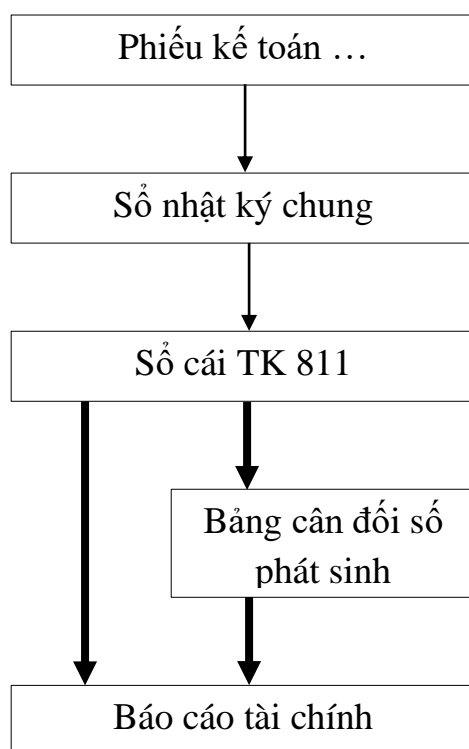 Phiếu kế toán …
Sổ nhật ký chung
Sổ cái TK 811
Bảng cân đối số
phát sinh
Báo cáo tài chính